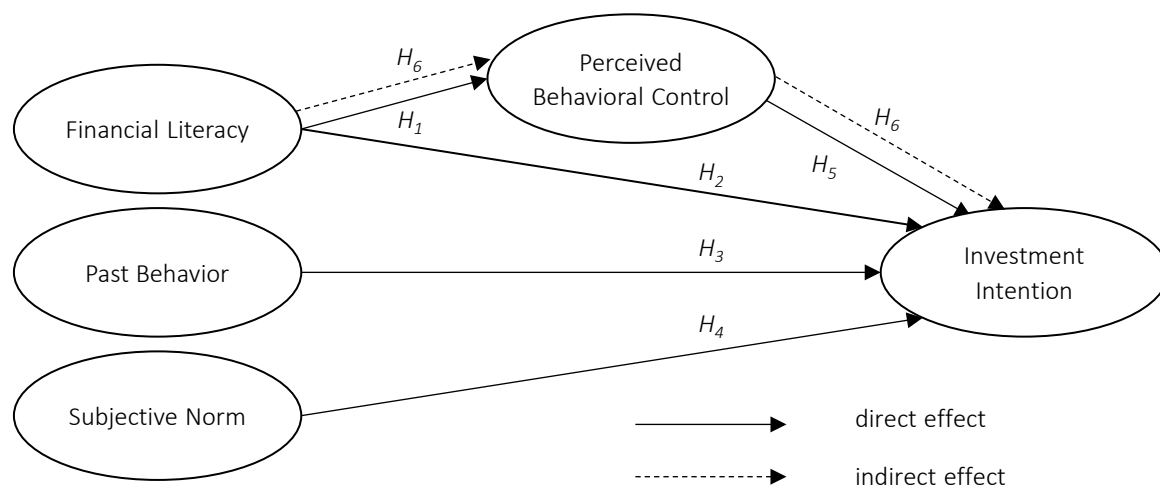 H6
Perceived
Behavioral Control
Financial Literacy
H1
H6
H5
H2
Past Behavior
H3
Investment
Intention
H4
Subjective Norm
direct effect
indirect effect